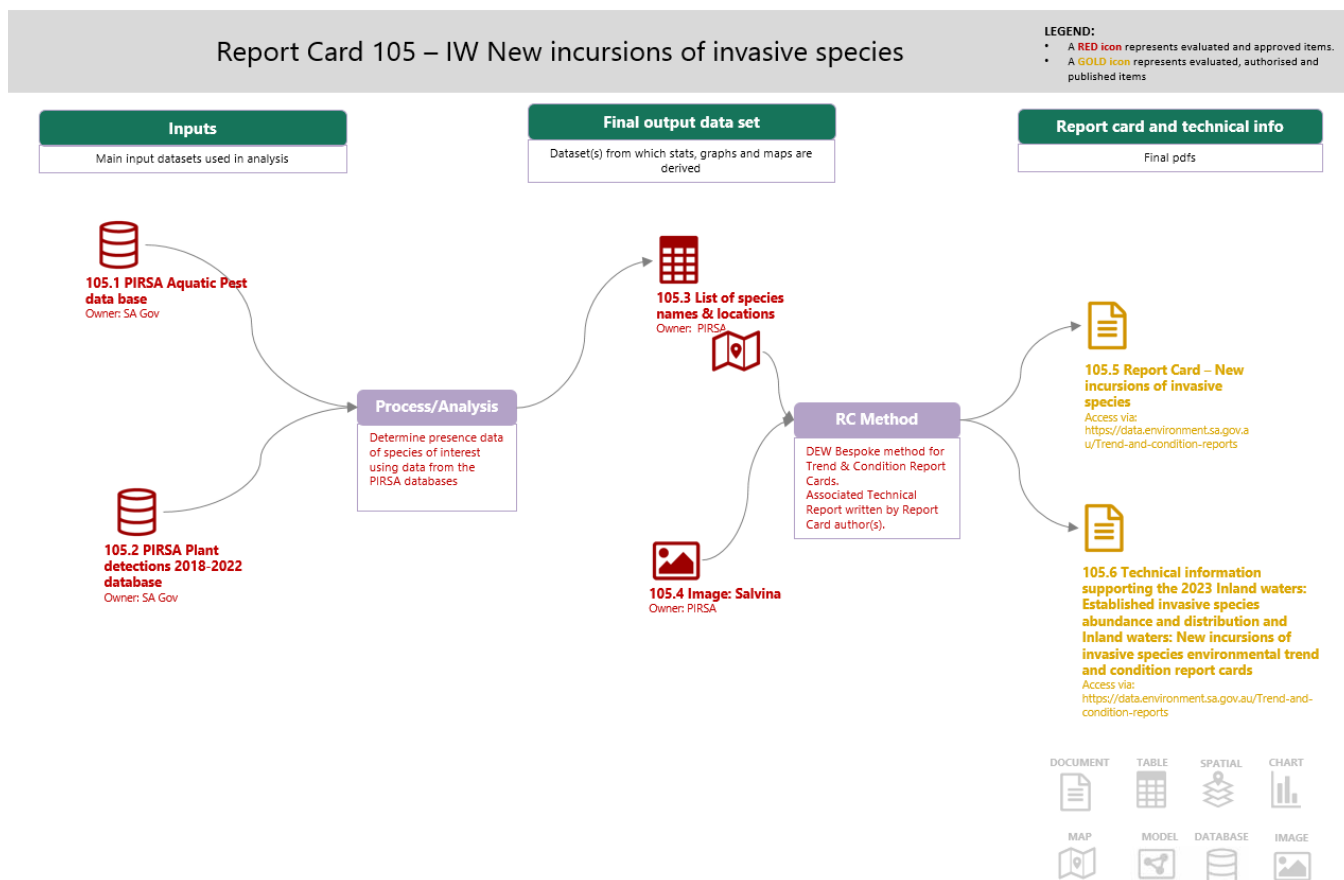 Report Card 105 – IW New incursions of invasive species
LEGEND:
• A RED icon represents evaluated and approved items.
• A GOLD icon represents evaluated, authorised and
published items
Inputs
Main input datasets used in analysis
Final output data set
Dataset(s) from which stats, graphs and maps are
derived
Report card and technical info
Final pdfs
105.1 PIRSA Aquatic Pest
data base
Owner: SA Gov
105.2 PIRSA Plant
detections 2018-2022
database
Owner: SA Gov
Process/Analysis
Determine presence data
of species of interest
using data from the
PIRSA databases
105.3 List of species
names & locations
Owner: PIRSA
105.4 Image: Salvina
Owner: PIRSA
RC Method
DEW Bespoke method for
Trend & Condition Report
Cards.
Associated Technical
Report written by Report
Card author(s).
105.5 Report Card – New
incursions of invasive
species
Access via:
https://data.environment.sa.gov.a
u/Trend-and-condition-reports
105.6 Technical information
supporting the 2023 Inland waters:
Established invasive species
abundance and distribution and
Inland waters: New incursions of
invasive species environmental trend
and condition report cards
Access via:
https://data.environment.sa.gov.au/Trend-and-
condition-reports
DOCUMENT TABLE SPATIAL CHART
MAP MODEL DATABASE IMAGE